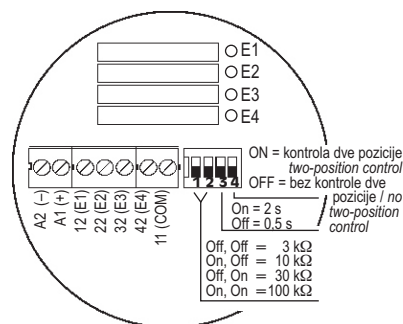 E1
E2
E3
E4
1 2 3 4
ON = kontrola dve pozicije
two-position control
OFF = bez kontrole dve
pozicije / no
two-position
control
On = 2 s
Off = 0,5 s
Off, Off = 3 kΩ
On, Off = 10 kΩ
Off, On = 30 kΩ
On, On =100 kΩ
A2 (–)
A1 (+)
12 (E1)
22 (E2)
32 (E3)
42 (E4)
11 (COM)